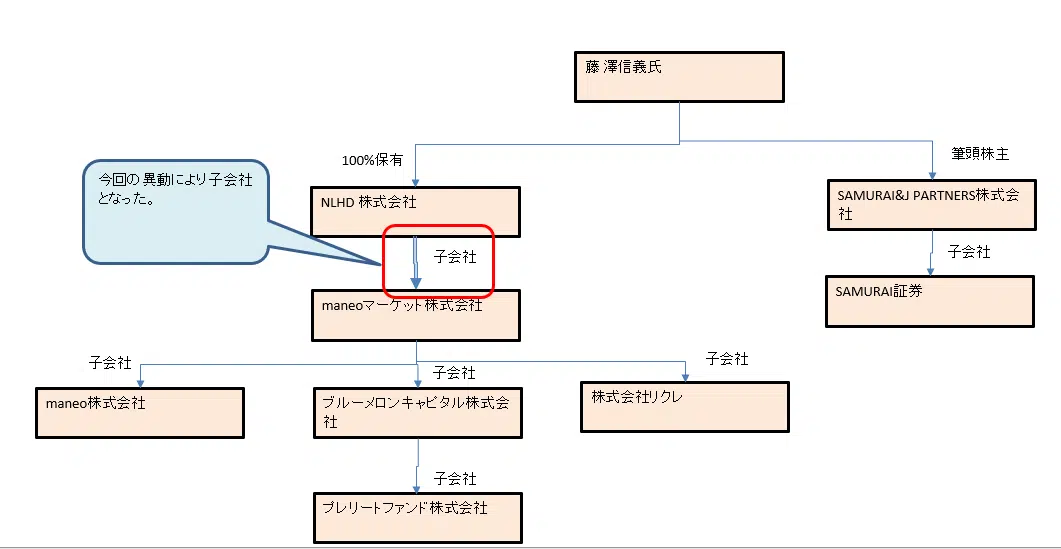 藤澤信義氏
100%保有
筆頭株主
今回の異動により子会社
となった。
NLHD 株式会社
SAMURAI&J PARTNERS株式会
社
子会社
子会社
maneoマーケット株式会社
SAMURAI証券
子会社
子会社
子会社
maneo株式会社
ブルーメロンキャピタル株式会
社
株式会社リクレ
子会社
プレリートファンド株式会社